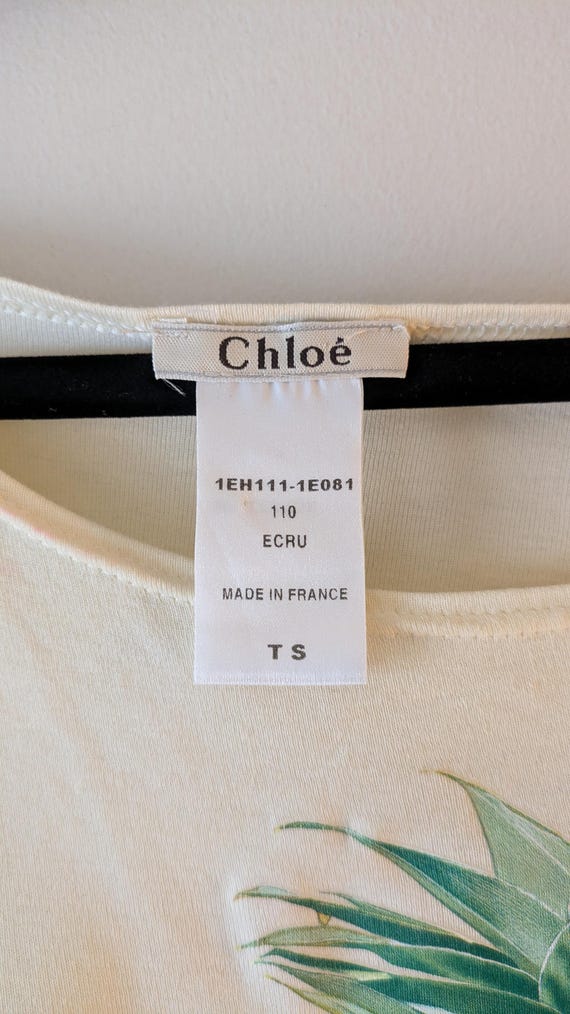 Chloé
1EH111-1E081
110
ECRU
MADE IN FRANCE
T S